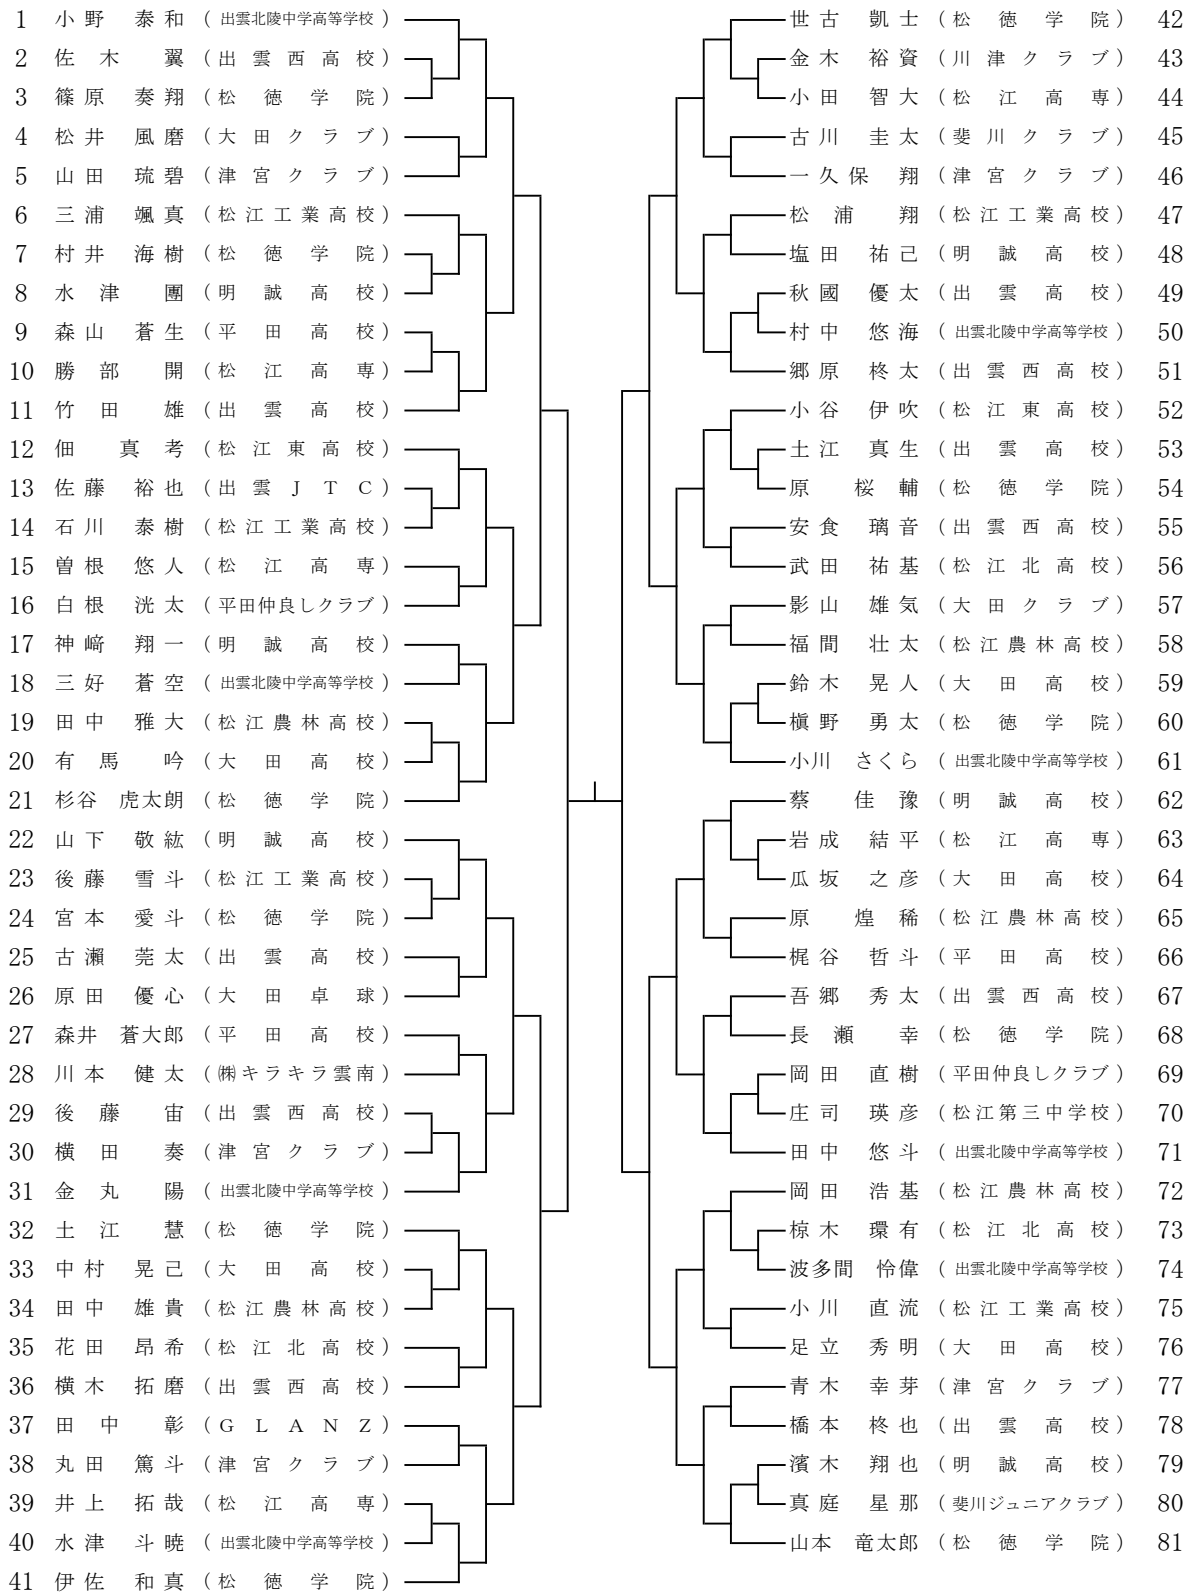 1 小野 泰和 (出雲北陵中学高等学校)
2 佐木 翼 (出雲西高校)
3 篠原 奏翔 (松徳学院)
4 松井 風磨 (大田クラブ)
5 山田 琉碧 (津宮クラブ)
6 三浦 颯真 (松江工業高校)
7 村井 海樹 (松徳学院)
8 水津 團 (明誠高校)
9 森山 蒼生 (平田高校)
10 勝部 開 (松江高専)
11 竹田 雄 (出雲高校)
12 佃 真考 (松江東高校)
13 佐藤 裕也 (出雲JTC)
14 石川 泰樹 (松江工業高校)
15 曽根 悠人 (松江高専)
16 白根 洸太 (平田仲良しクラブ)
17 神﨑 翔一 (明誠高校)
18 三好 蒼空 (出雲北陵中学高等学校)
19 田中 雅大 (松江農林高校)
20 有馬 吟 (大田高校)
21 杉谷 虎太朗 (松徳学院)
22 山下 敬紘 (明誠高校)
23 後藤 雪斗 (松江工業高校)
24 宮本 愛斗 (松徳学院)
25 古瀨 莞太 (出雲高校)
26 原田 優心 (大田卓球)
27 森井 蒼大郎 (平田高校)
28 川本 健太 (㈱キラキラ雲南)
29 後藤 宙 (出雲西高校)
30 横田 奏 (津宮クラブ)
31 金丸 陽 (出雲北陵中学高等学校)
32 土江 慧 (松徳学院)
33 中村 晃己 (大田高校)
34 田中 雄貴 (松江農林高校)
35 花田 昂希 (松江北高校)
36 横木 拓磨 (出雲西高校)
37 田中 彰 (GLANZ)
38 丸田 篤斗 (津宮クラブ)
39 井上 拓哉 (松江高専)
40 水津 斗暁 (出雲北陵中学高等学校)
41 伊佐 和真 (松徳学院)
世古 凱士 (松徳学院) 42
金木 裕資 (川津クラブ) 43
小田 智大 (松江高専) 44
古川 圭太 (斐川クラブ) 45
一久保 翔 (津宮クラブ) 46
松浦 翔 (松江工業高校) 47
塩田 祐己 (明誠高校) 48
秋國 優太 (出雲高校) 49
村中 悠海 (出雲北陵中学高等学校) 50
郷原 柊太 (出雲西高校) 51
小谷 伊吹 (松江東高校) 52
土江 真生 (出雲高校) 53
原 桜輔 (松徳学院) 54
安食 璃音 (出雲西高校) 55
武田 祐基 (松江北高校) 56
影山 雄気 (大田クラブ) 57
福間 壮太 (松江農林高校) 58
鈴木 晃人 (大田高校) 59
槇野 勇太 (松徳学院) 60
小川 さくら (出雲北陵中学高等学校) 61
蔡 佳豫 (明誠高校) 62
岩成 結平 (松江高専) 63
瓜坂 之彦 (大田高校) 64
原 煌稀 (松江農林高校) 65
梶谷 哲斗 (平田高校) 66
吾郷 秀太 (出雲西高校) 67
長瀬 幸 (松徳学院) 68
岡田 直樹 (平田仲良しクラブ) 69
庄司 瑛彦 (松江第三中学校) 70
田中 悠斗 (出雲北陵中学高等学校) 71
岡田 浩基 (松江農林高校) 72
椋木 環有 (松江北高校) 73
波多間 怜偉 (出雲北陵中学高等学校) 74
小川 直流 (松江工業高校) 75
足立 秀明 (大田高校) 76
青木 幸芽 (津宮クラブ) 77
橋本 柊也 (出雲高校) 78
濱木 翔也 (明誠高校) 79
真庭 星那 (斐川ジュニアクラブ) 80
山本 竜太郎 (松徳学院) 81